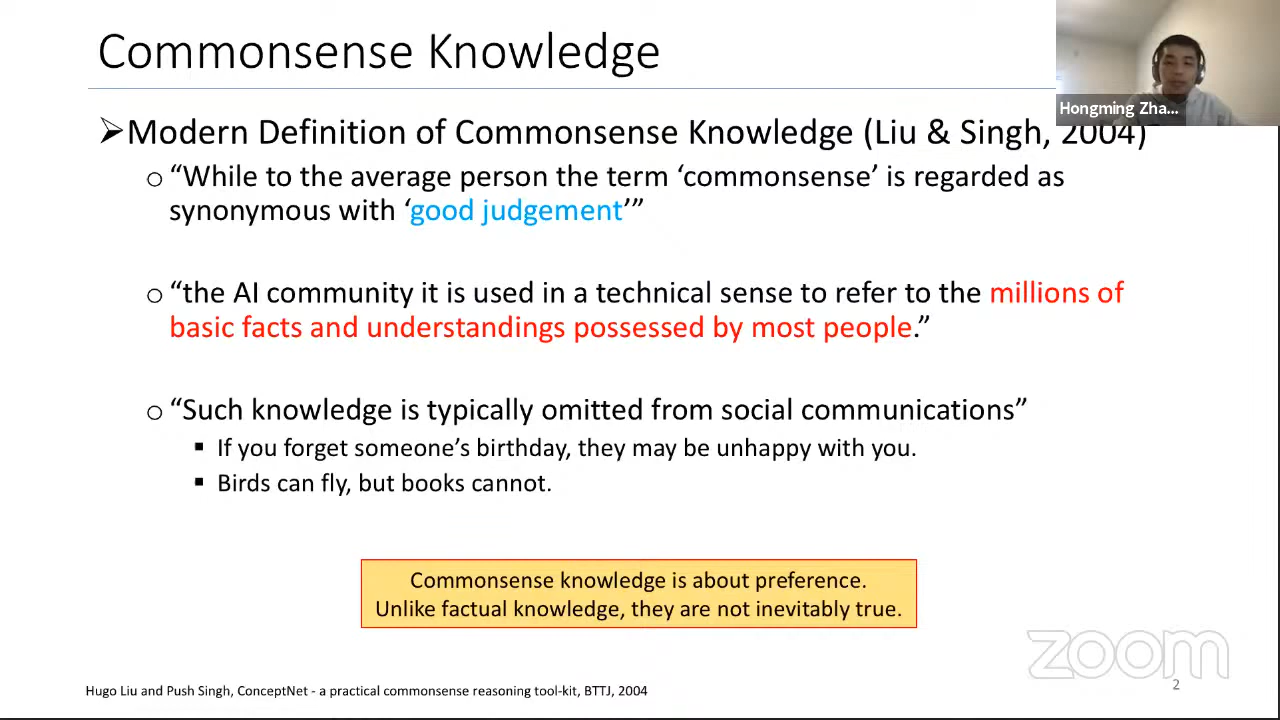 Commonsense Knowledge
Hongming Zha...
➢Modern Definition of Commonsense Knowledge (Liu & Singh, 2004)
o “While to the average person the term ‘commonsense’ is regarded as
synonymous with ‘good judgement’”
o “the AI community it is used in a technical sense to refer to the millions of
basic facts and understandings possessed by most people.”
o “Such knowledge is typically omitted from social communications”
▪ If you forget someone’s birthday, they may be unhappy with you.
▪ Birds can fly, but books cannot.
Commonsense knowledge is about preference.
Unlike factual knowledge, they are not inevitably true.
zoom
2
Hugo Liu and Push Singh, ConceptNet - a practical commonsense reasoning tool-kit, BTTJ, 2004